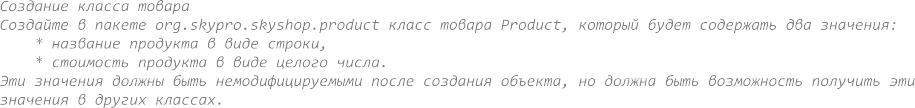 Создание класса товара
Создайте в пакете org.skypro.skyshop.product класс товара Product, который будет содержать два значения:
* название продукта в виде строки,
* стоимость продукта в виде целого числа.
Эти значения должны быть немодифицируемыми после создания объекта, но должна быть возможность получить эти
значения в других классах.